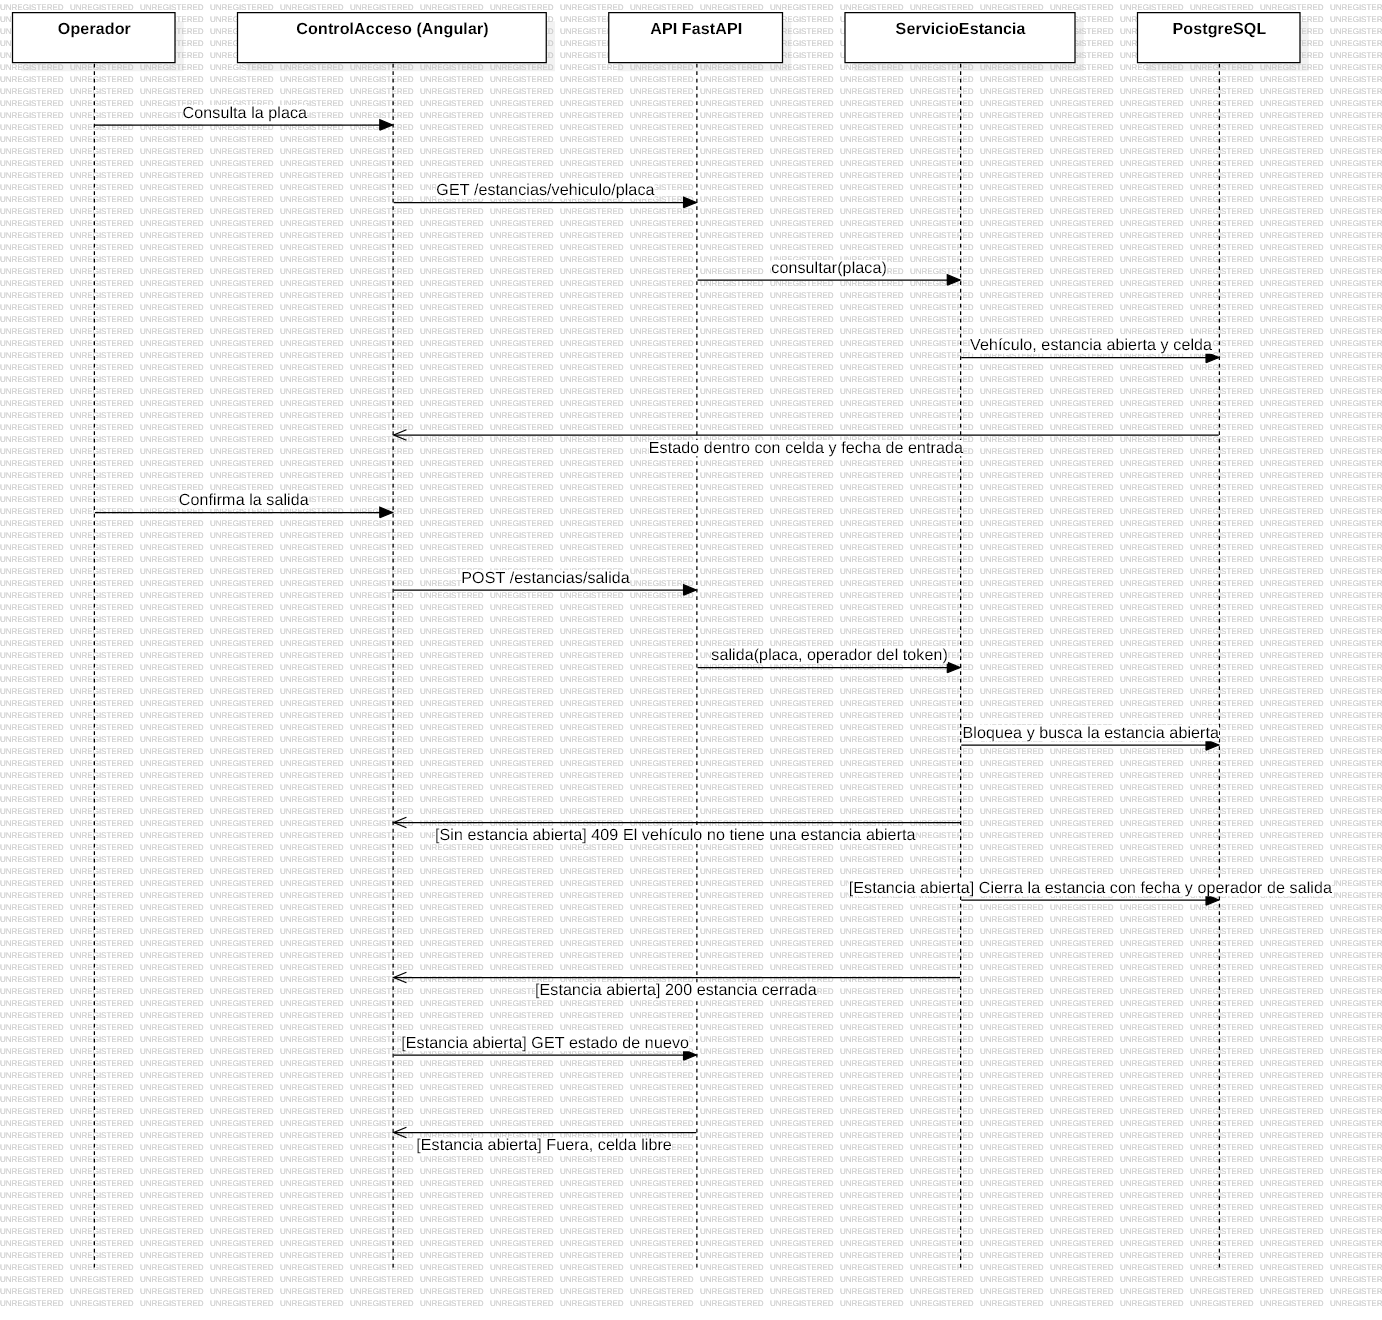 Operador
ControlAcceso (Angular)
API FastAPI
ServicioEstancia
PostgreSQL
Consulta la placa
GET /estancias/vehiculo/placa
consultar(placa)
Vehículo, estancia abierta y celda
Estado dentro con celda y fecha de entrada
Confirma la salida
POST /estancias/salida
salida(placa, operador del token)
Bloquea y busca la estancia abierta
[Sin estancia abierta] 409 El vehículo no tiene una estancia abierta
[Estancia abierta] Cierra la estancia con fecha y operador de salida
[Estancia abierta] 200 estancia cerrada
[Estancia abierta] GET estado de nuevo
[Estancia abierta] Fuera, celda libre
UNREGISTERED